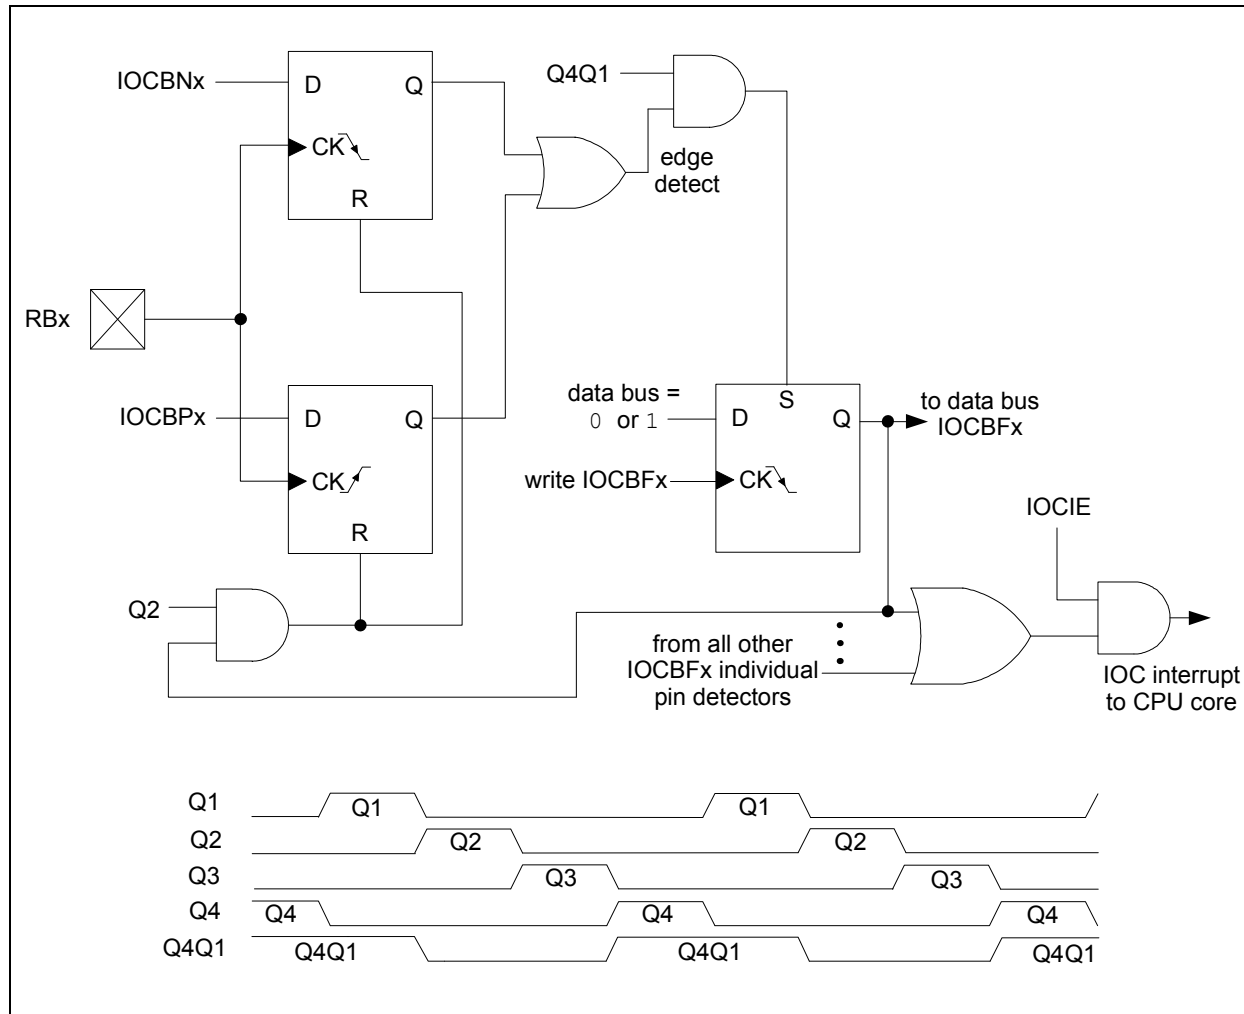 IOCBNx
D
Q
CK
R
Q4Q1
edge
detect
RBx
IOCBPx
D
Q
CK
R
data bus =
0 or 1
D
S
Q
to data bus
IOCBFx
write IOCBFx
CK
IOCIE
Q2
from all other
IOCBFx individual
pin detectors
IOC interrupt
to CPU core
Q1
Q1
Q1
Q2
Q2
Q2
Q3
Q3
Q3
Q4
Q4
Q4
Q4
Q4Q1
Q4Q1
Q4Q1
Q4Q1